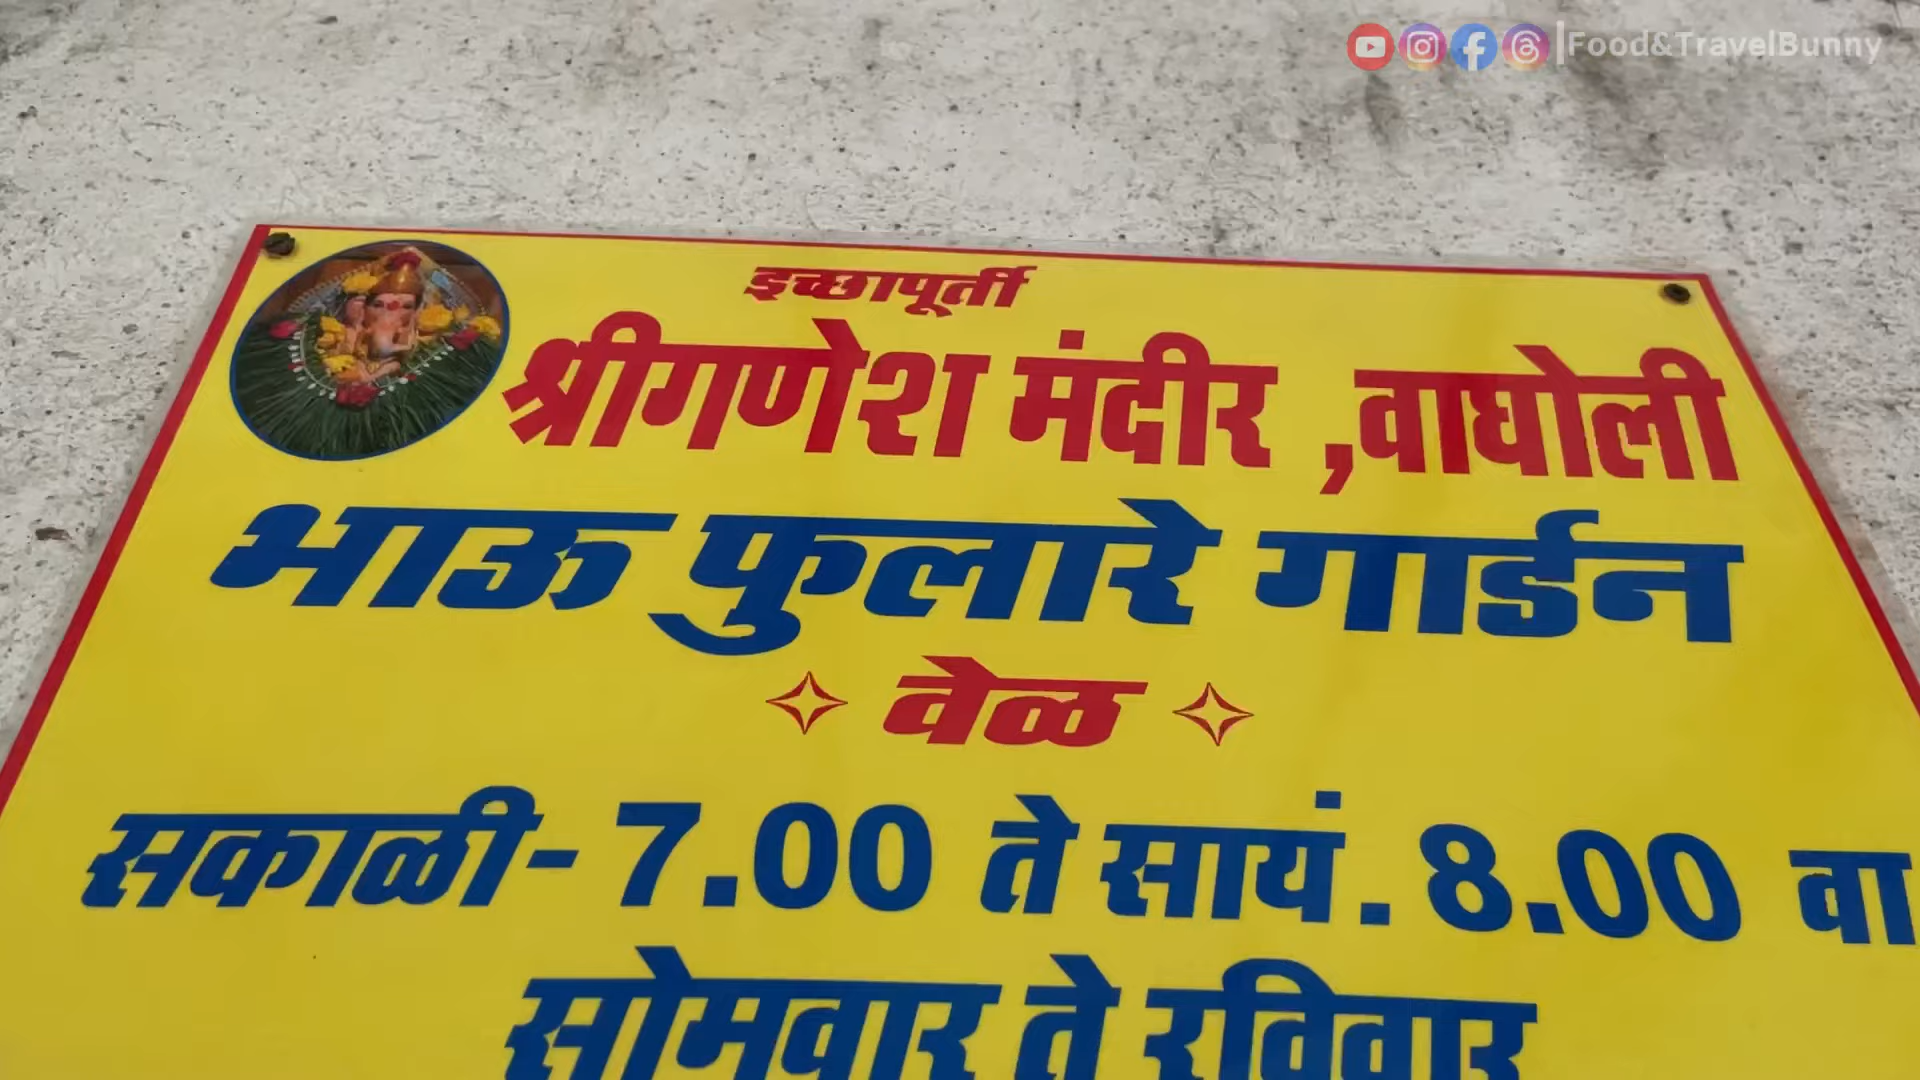 |Food&TravelBunny
इच्छापूर्ती
श्रीगणेश मंदीर ,वाघोली
भाऊ फुलारे गार्डन
वेळ
सकाळी- 7.00 ते सायं. 8.00 वा
सोमवार ते रविवार